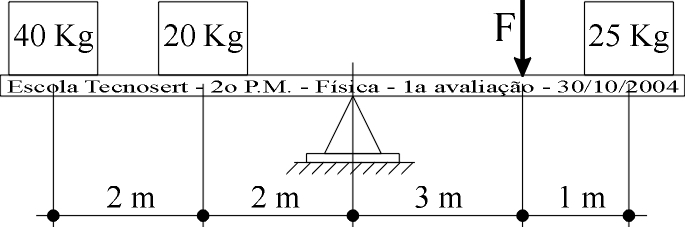 40 Kg 20 Kg F 25 Kg
Escola Tecnosert - 2o P.M. - Física - 1a avaliação - 30/10/2004
2 m 2 m 3 m 1 m